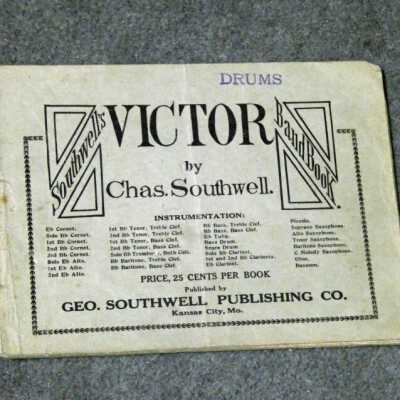 DRUMS
Southwell's VICTOR Band Book.
by
Chas. Southwell.
INSTRUMENTATION:
Eb Cornet.
Solo Bb Cornet.
1st Bb Cornet.
2nd Bb Cornet.
3rd Bb Cornet.
Solo Eb Alto.
1st Eb Alto.
2nd Eb Alto.
1st Bb Tenor, Treble Clef.
2nd Bb Tenor, Treble Clef.
1st Bb Tenor, Bass Clef.
2nd Bb Tenor, Bass Clef.
Solo Bb Trombone, Both Clefs.
Bb Baritone, Treble Clef.
Bb Baritone, Bass Clef.
Bb Bass, Treble Clef.
Bb Bass, Bass Clef.
Eb Tuba.
Bass Drum.
Snare Drum.
Solo Bb Clarinet.
1st and 2nd Bb Clarinets.
Eb Clarinet.
Piccolo.
Soprano Saxophone.
Alto Saxophone.
Tenor Saxophone.
Baritone Saxophone.
C Melody Saxophone.
Oboe.
Bassoon.
PRICE, 25 CENTS PER BOOK
Published by
GEO. SOUTHWELL PUBLISHING CO.
Kansas City, Mo.